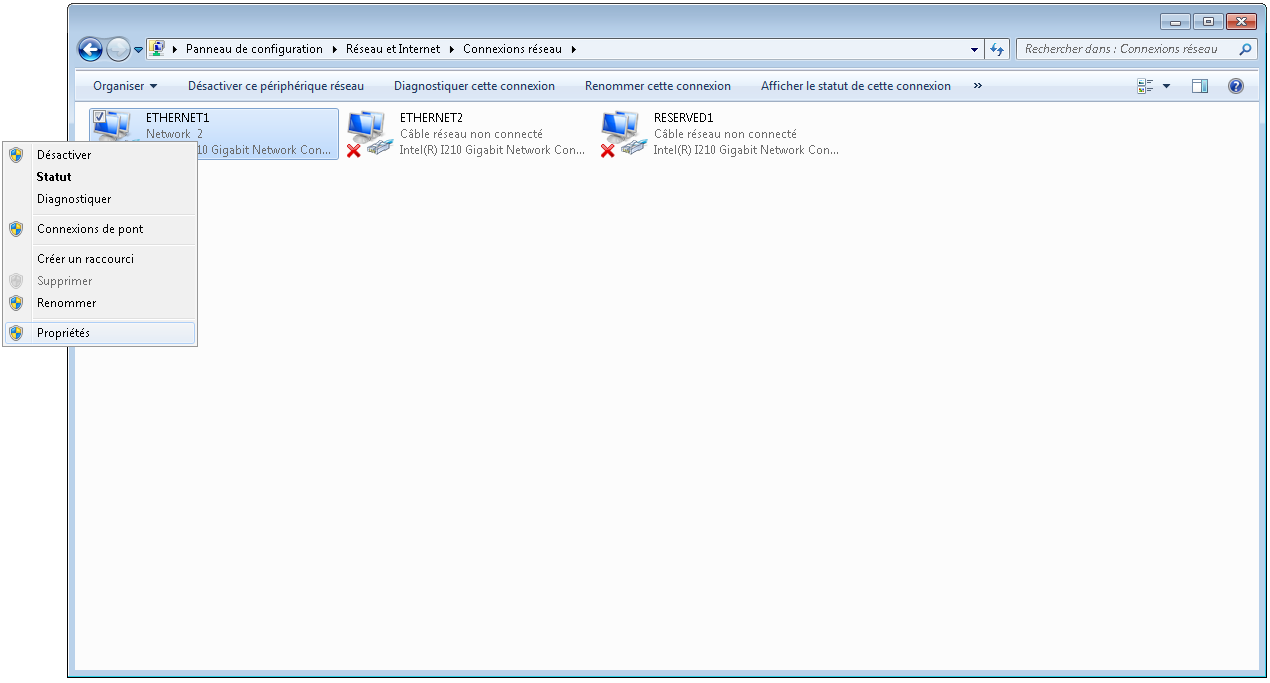 Panneau de configuration Réseau et Internet Connexions réseau Rechercher dans : Connexions réseau
Organiser Désactiver ce périphérique réseau Diagnostiquer cette connexion Renommer cette connexion Afficher le statut de cette connexion »
ETHERNET1
Network 2
10 Gigabit Network Con...
ETHERNET2
Câble réseau non connecté
Intel(R) I210 Gigabit Network Con...
RESERVED1
Câble réseau non connecté
Intel(R) I210 Gigabit Network Con...
Désactiver
Statut
Diagnostiquer
Connexions de pont
Créer un raccourci
Supprimer
Renommer
Propriétés